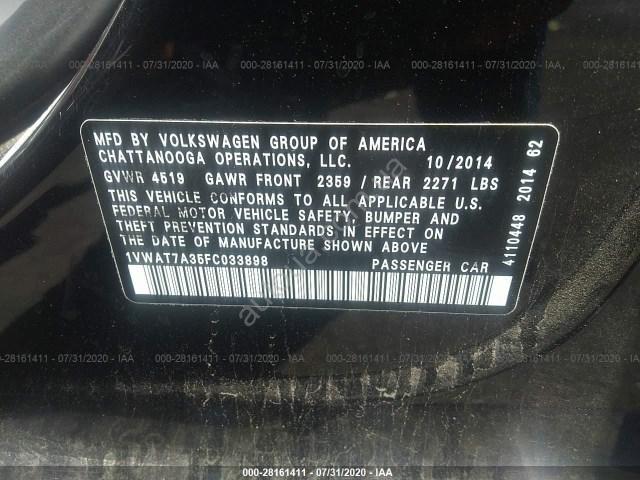 000-28161411 - 07/31/2020 - IAA
MFD BY VOLKSWAGEN GROUP OF AMERICA
CHATTANOOGA OPERATIONS, LLC. 10/2014
GVWR 4519 GAWR FRONT 2359 / REAR 2271 LBS
THIS VEHICLE CONFORMS TO ALL APPLICABLE U.S.
FEDERAL MOTOR VEHICLE SAFETY, BUMPER AND
THEFT PREVENTION STANDARDS IN EFFECT ON
THE DATE OF MANUFACTURE SHOWN ABOVE
1VWAT7A35FC033898 PASSENGER CAR
4110448 2014 62
000-28161411 - 07/31/2020 - IAA
000-28161411 - 07/31/2020 - IAA